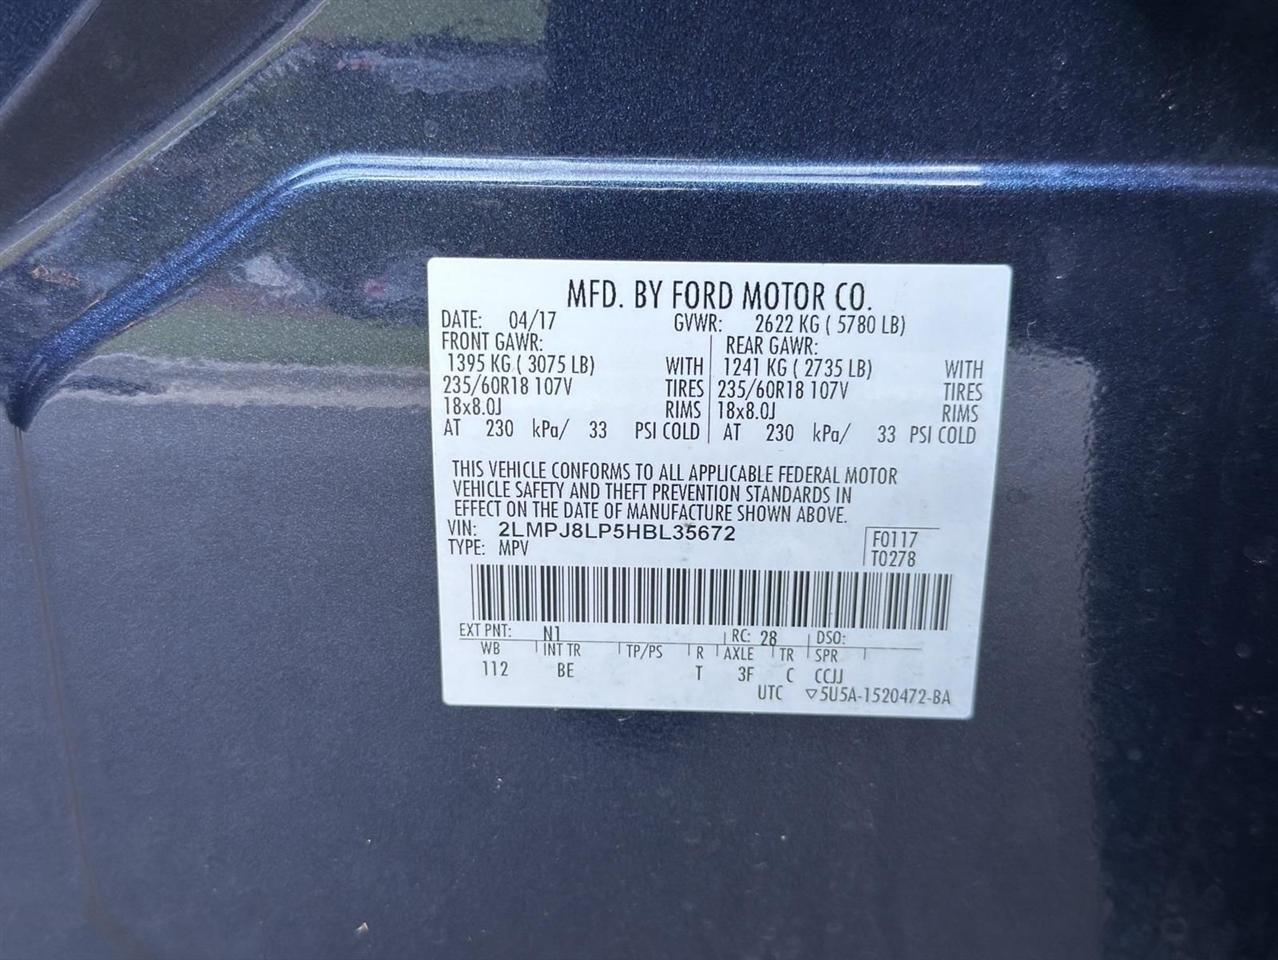 MFD. BY FORD MOTOR CO.
DATE: 04/17 GVWR: 2622 KG ( 5780 LB)
FRONT GAWR: REAR GAWR:
1395 KG ( 3075 LB) WITH 1241 KG ( 2735 LB) WITH
235/60R18 107V TIRES 235/60R18 107V TIRES
18x8.0J RIMS 18x8.0J RIMS
AT 230 kPa/ 33 PSI COLD AT 230 kPa/ 33 PSI COLD
THIS VEHICLE CONFORMS TO ALL APPLICABLE FEDERAL MOTOR
VEHICLE SAFETY AND THEFT PREVENTION STANDARDS IN
EFFECT ON THE DATE OF MANUFACTURE SHOWN ABOVE.
VIN: 2LMPJ8LP5HBL35672 F0117
TYPE: MPV T0278
EXT PNT: N1 RC: 28 DSO:
WB INT TR TP/PS R AXLE TR SPR
112 BE T 3F C CCJJ
UTC ▽5U5A-1520472-BA